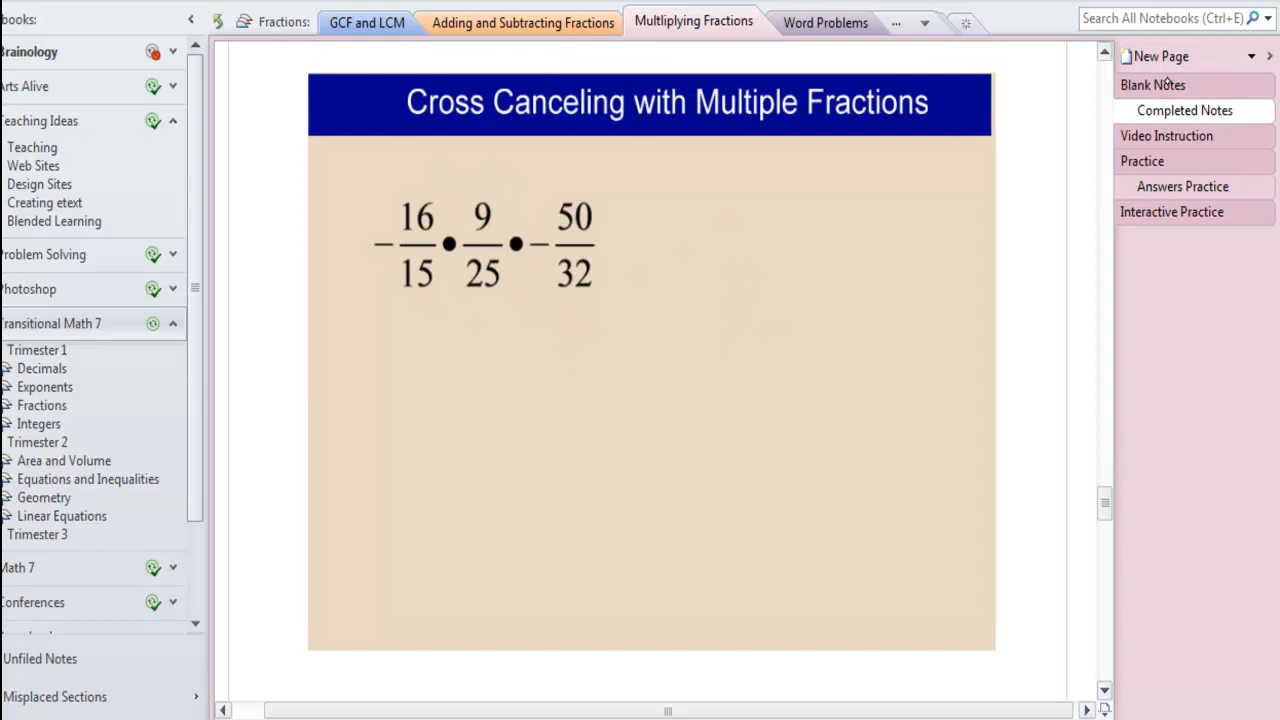 books:
Fractions:
GCF and LCM
Adding and Subtracting Fractions
Multiplying Fractions
Word Problems
...
Search All Notebooks (Ctrl+E)
Brainology
Arts Alive
Teaching Ideas
Teaching
Web Sites
Design Sites
Creating etext
Blended Learning
Problem Solving
Photoshop
Transitional Math 7
Trimester 1
Decimals
Exponents
Fractions
Integers
Trimester 2
Area and Volume
Equations and Inequalities
Geometry
Linear Equations
Trimester 3
Math 7
Conferences
Unfiled Notes
Misplaced Sections
Cross Canceling with Multiple Fractions
− 16/15 • 9/25 • − 50/32
New Page
Blank Notes
Completed Notes
Video Instruction
Practice
Answers Practice
Interactive Practice